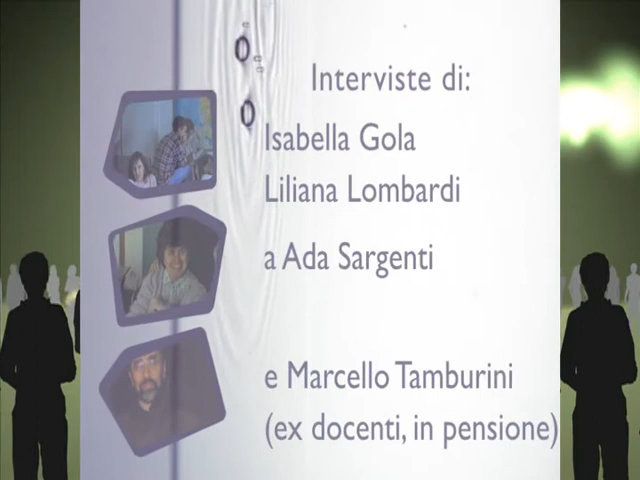 Interviste di:
Isabella Gola
Liliana Lombardi
a Ada Sargenti
e Marcello Tamburini
(ex docenti, in pensione)